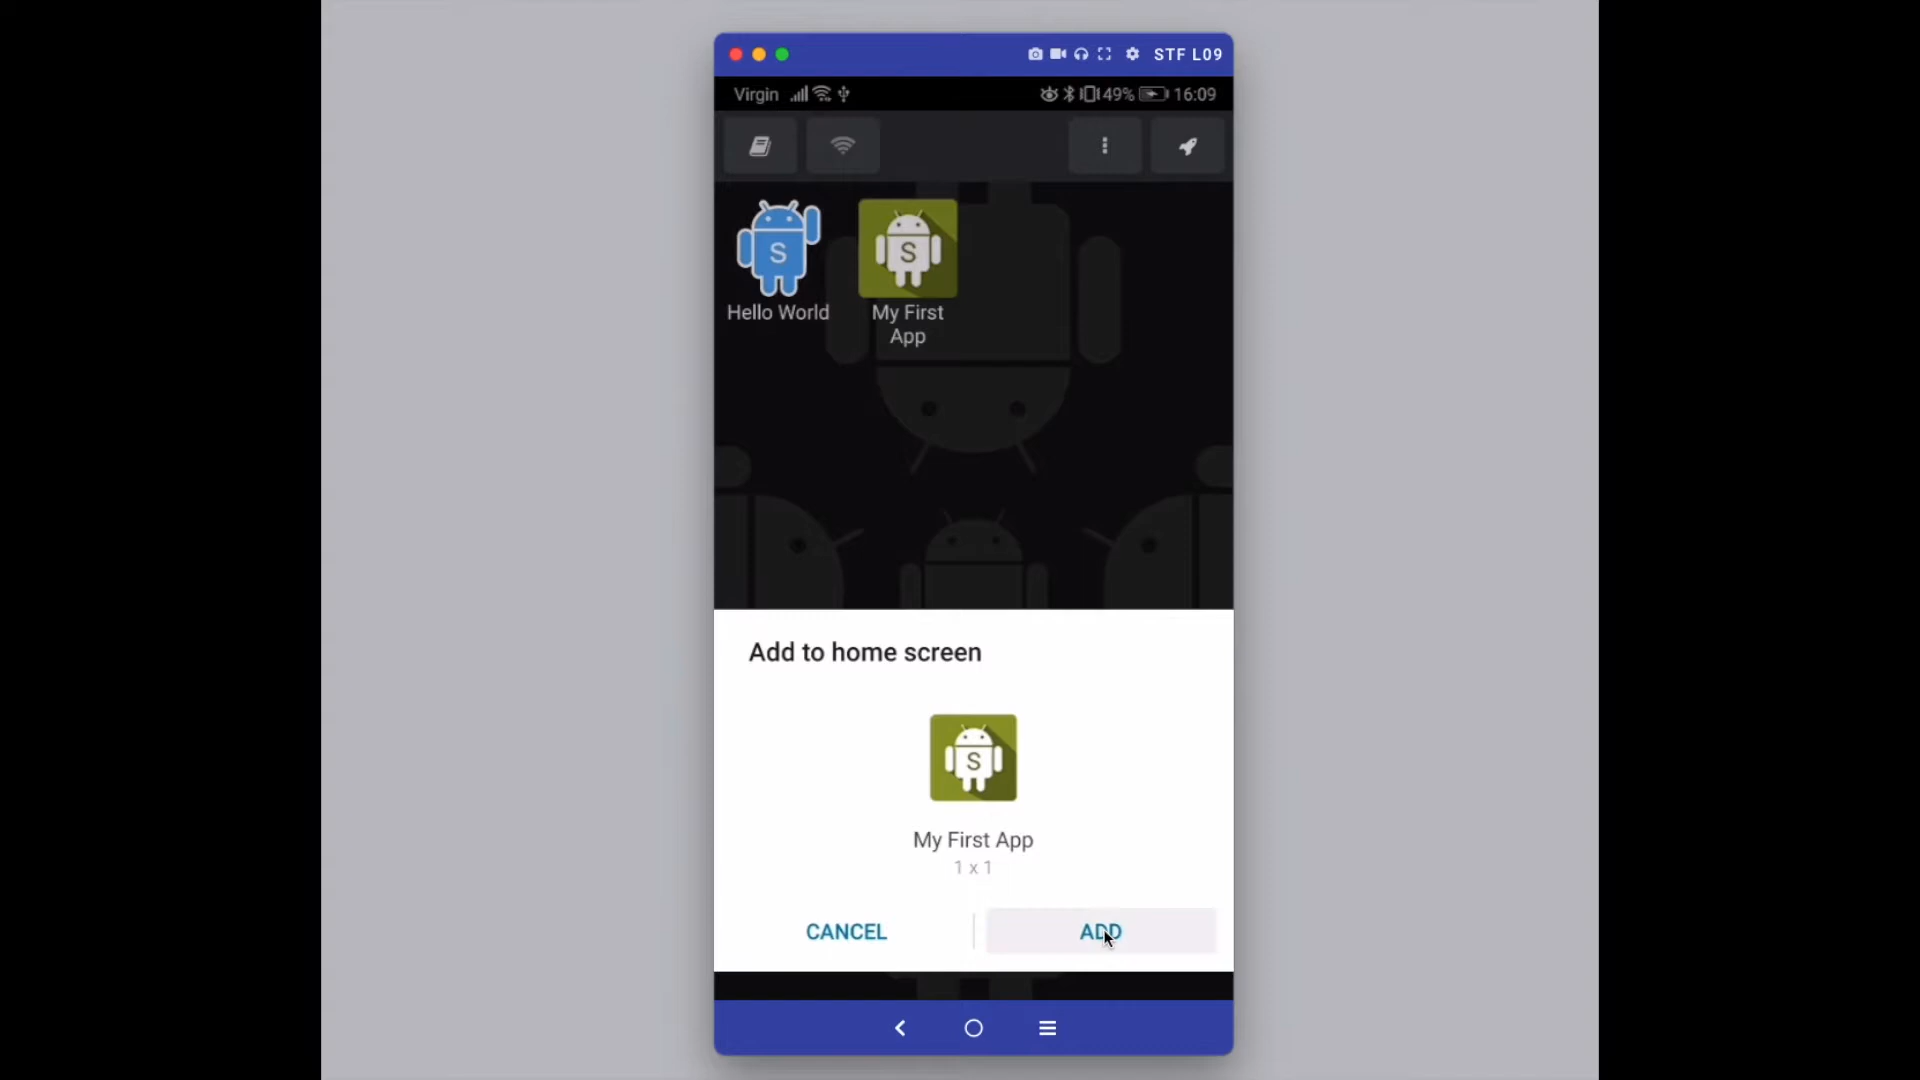 STF L09
Virgin
49%
16:09
S
S
Hello World
My First
App
Add to home screen
S
My First App
1 x 1
CANCEL
ADD